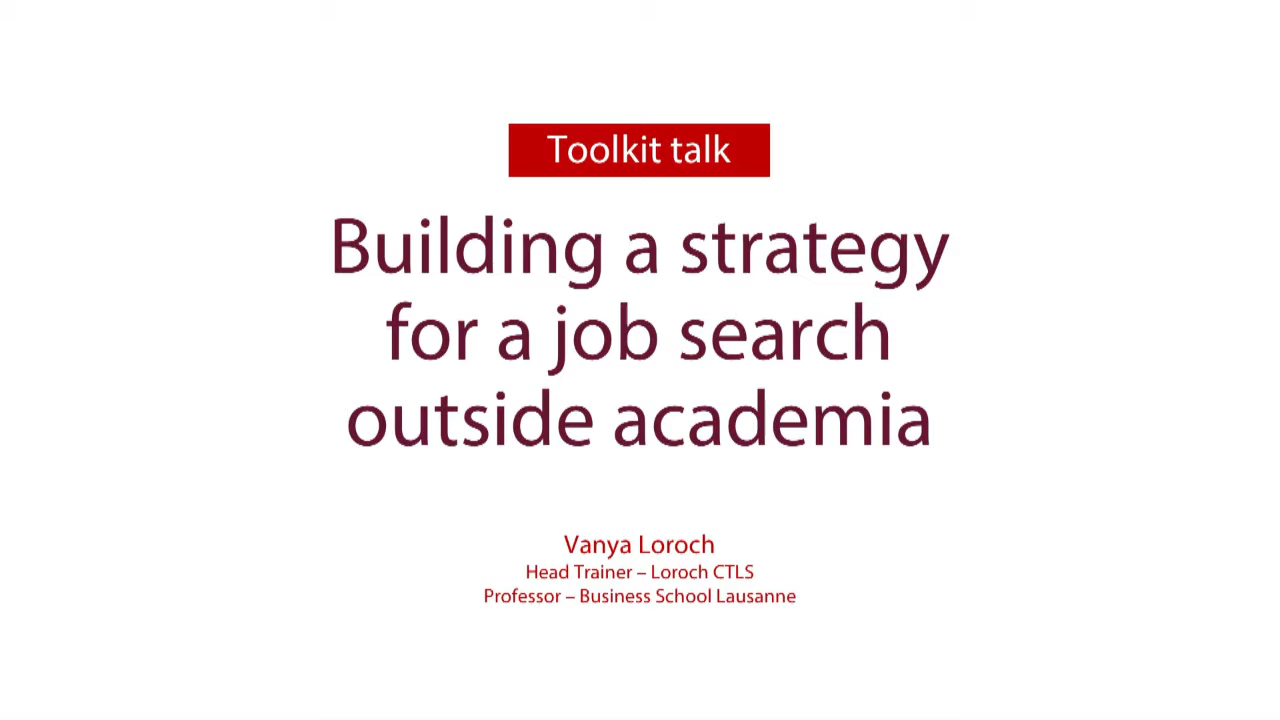 Toolkit talk
Building a strategy
for a job search
outside academia
Vanya Loroch
Head Trainer – Loroch CTLS
Professor – Business School Lausanne